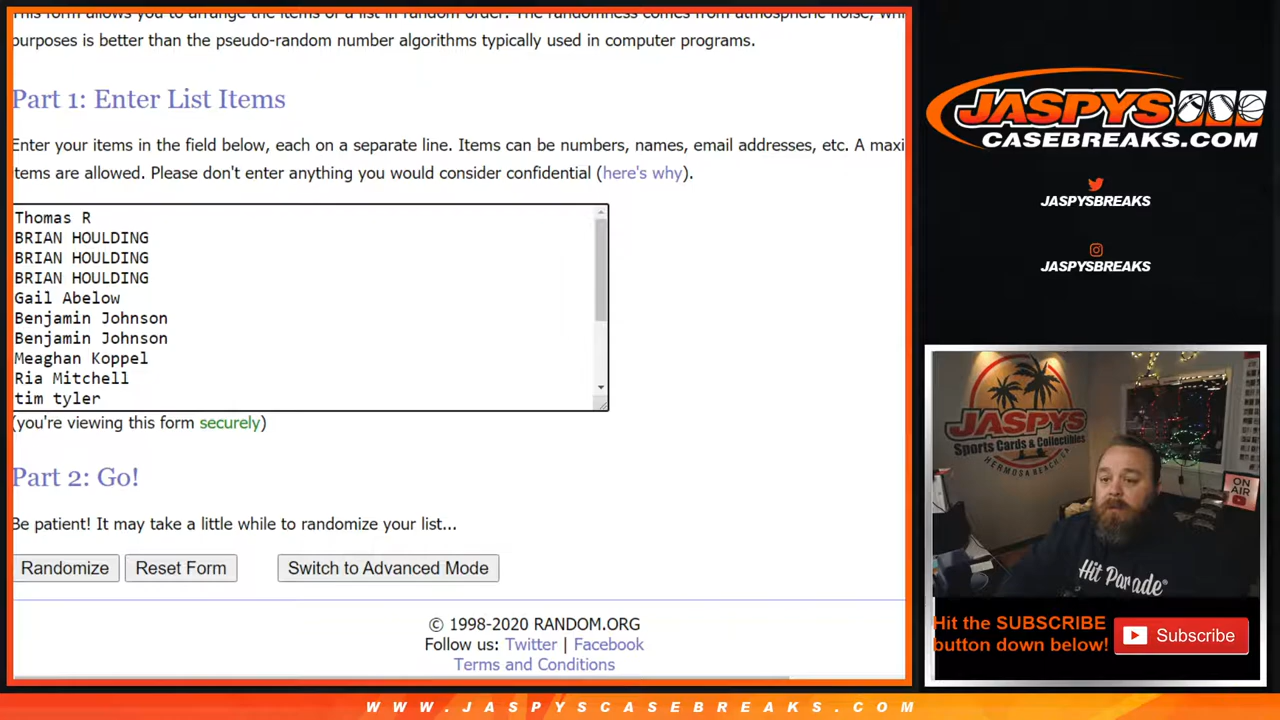 This form allows you to arrange the items of a list in random order. The randomness comes from atmospheric noise, whi
purposes is better than the pseudo-random number algorithms typically used in computer programs.
Part 1: Enter List Items
Enter your items in the field below, each on a separate line. Items can be numbers, names, email addresses, etc. A maxi
items are allowed. Please don't enter anything you would consider confidential (here's why).
Thomas R
BRIAN HOULDING
BRIAN HOULDING
BRIAN HOULDING
Gail Abelow
Benjamin Johnson
Benjamin Johnson
Meaghan Koppel
Ria Mitchell
tim tyler
(you're viewing this form securely)
Part 2: Go!
Be patient! It may take a little while to randomize your list...
Randomize
Reset Form
Switch to Advanced Mode
© 1998-2020 RANDOM.ORG
Follow us: Twitter | Facebook
Terms and Conditions
JASPYS
CASEBREAKS.COM
JASPYSBREAKS
JASPYSBREAKS
JASPYS
Sports Cards & Collectibles
HERMOSA BEACH, CA
ON
AIR
Hit Parade®
Hit the SUBSCRIBE
button down below!
Subscribe
WWW.JASPYSCASEBREAKS.COM